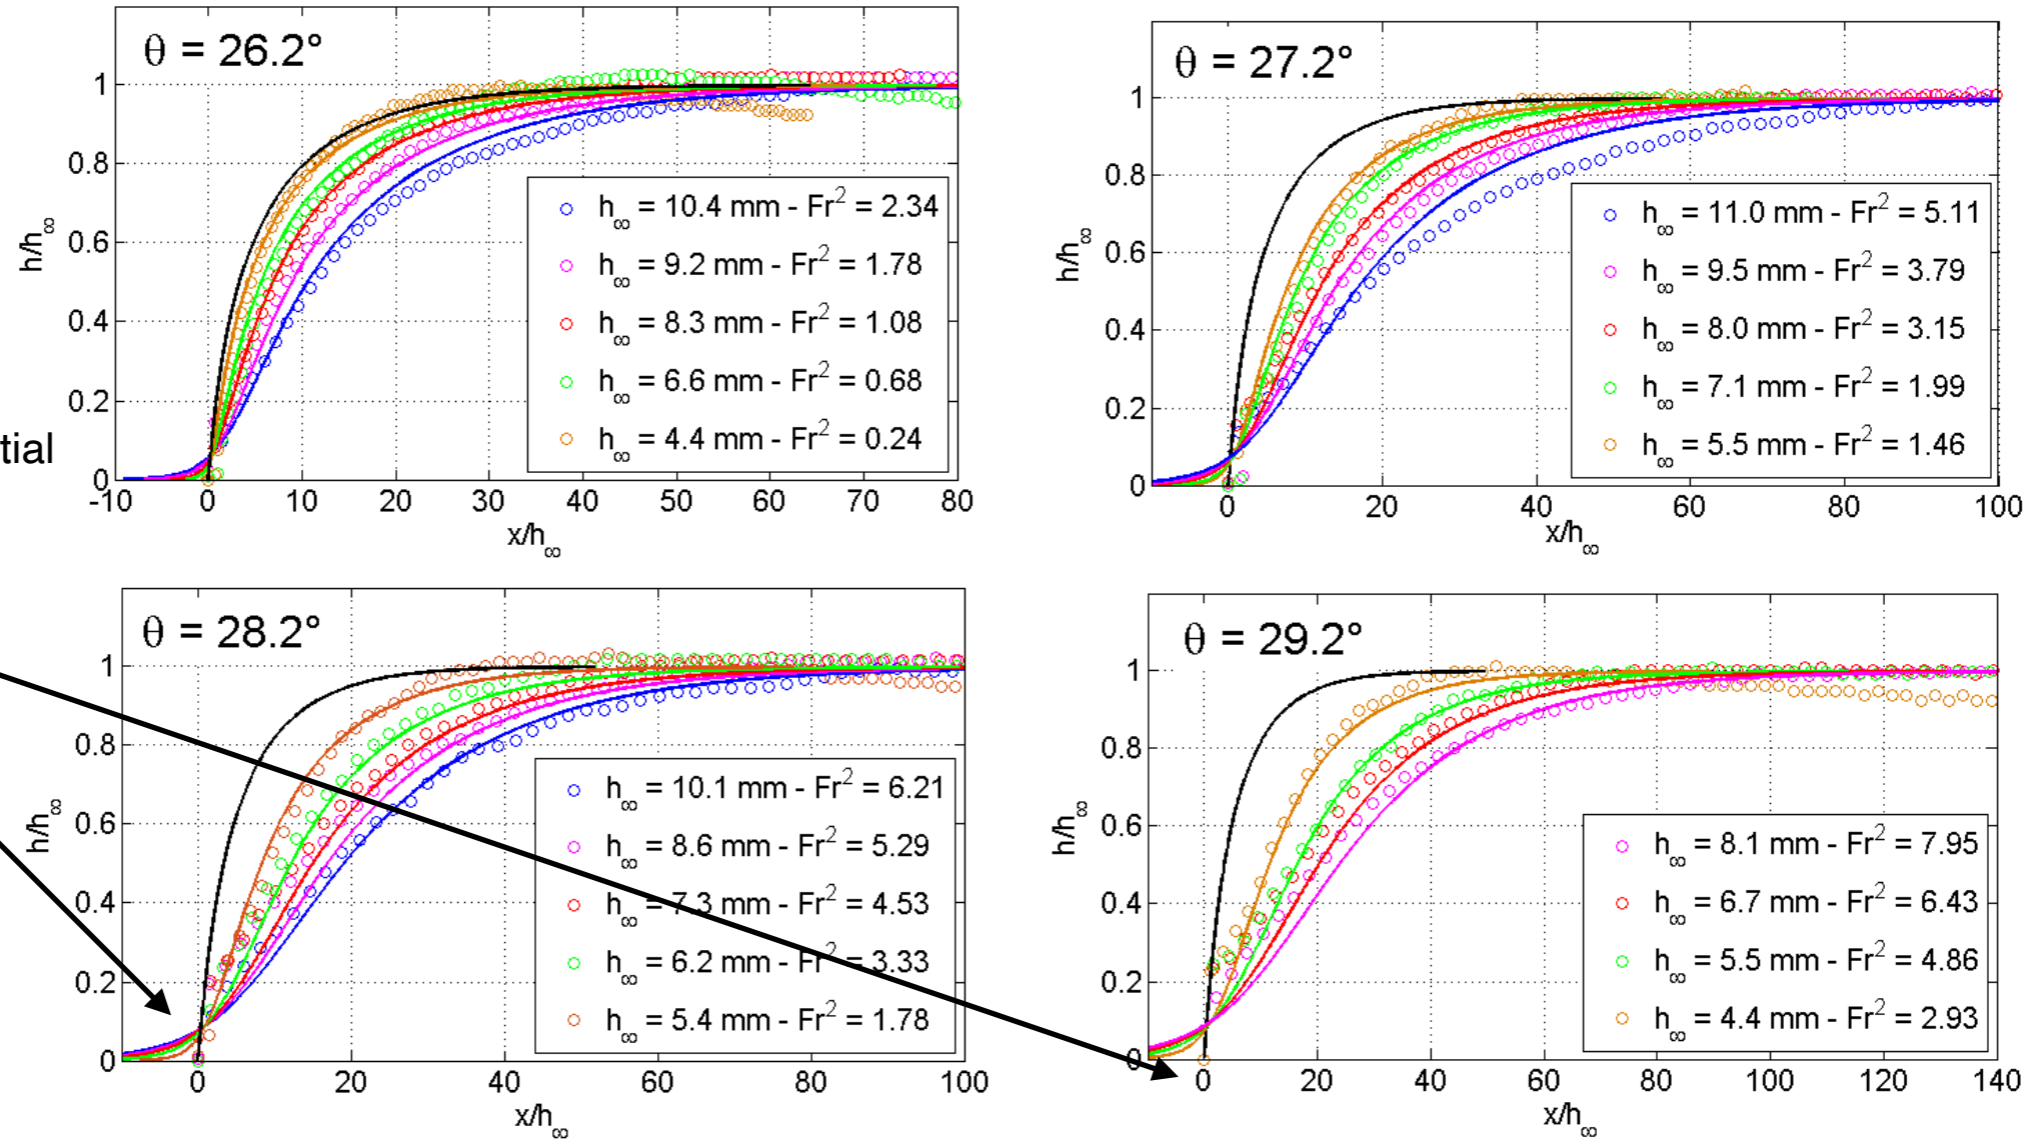 θ = 26.2°
1
0.8
0.6
0.4
0.2
0
h/h∞
-10 0 10 20 30 40 50 60 70 80
x/h∞
h∞ = 10.4 mm - Fr² = 2.34
h∞ = 9.2 mm - Fr² = 1.78
h∞ = 8.3 mm - Fr² = 1.08
h∞ = 6.6 mm - Fr² = 0.68
h∞ = 4.4 mm - Fr² = 0.24
tial
θ = 27.2°
1
0.8
0.6
0.4
0.2
0
h/h∞
0 20 40 60 80 100
x/h∞
h∞ = 11.0 mm - Fr² = 5.11
h∞ = 9.5 mm - Fr² = 3.79
h∞ = 8.0 mm - Fr² = 3.15
h∞ = 7.1 mm - Fr² = 1.99
h∞ = 5.5 mm - Fr² = 1.46
θ = 28.2°
1
0.8
0.6
0.4
0.2
0
h/h∞
0 20 40 60 80 100
x/h∞
h∞ = 10.1 mm - Fr² = 6.21
h∞ = 8.6 mm - Fr² = 5.29
h∞ = 7.3 mm - Fr² = 4.53
h∞ = 6.2 mm - Fr² = 3.33
h∞ = 5.4 mm - Fr² = 1.78
θ = 29.2°
1
0.8
0.6
0.4
0.2
0
h/h∞
0 20 40 60 80 100 120 140
x/h∞
h∞ = 8.1 mm - Fr² = 7.95
h∞ = 6.7 mm - Fr² = 6.43
h∞ = 5.5 mm - Fr² = 4.86
h∞ = 4.4 mm - Fr² = 2.93